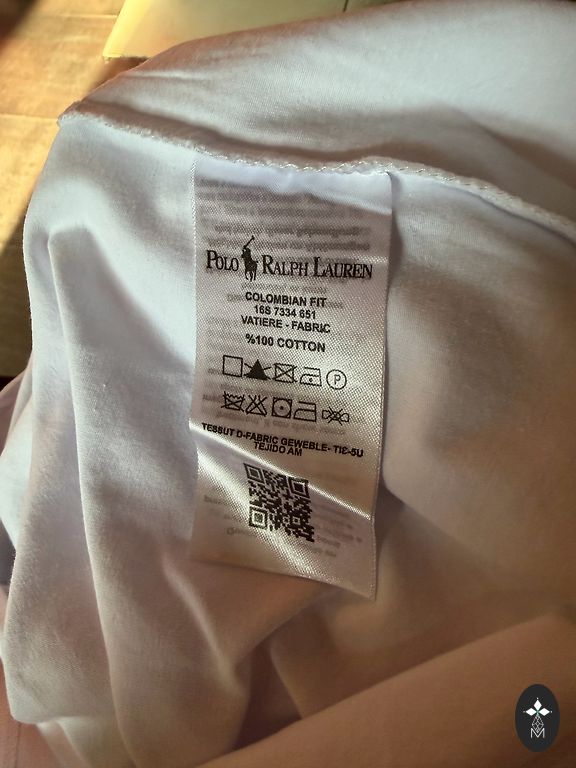 POLO RALPH LAUREN
COLOMBIAN FIT
16S 7334 651
VATIERE - FABRIC
%100 COTTON
P
TESSUT D-FABRIC GEWEBLE- TIE-5U
TEJIDO AM